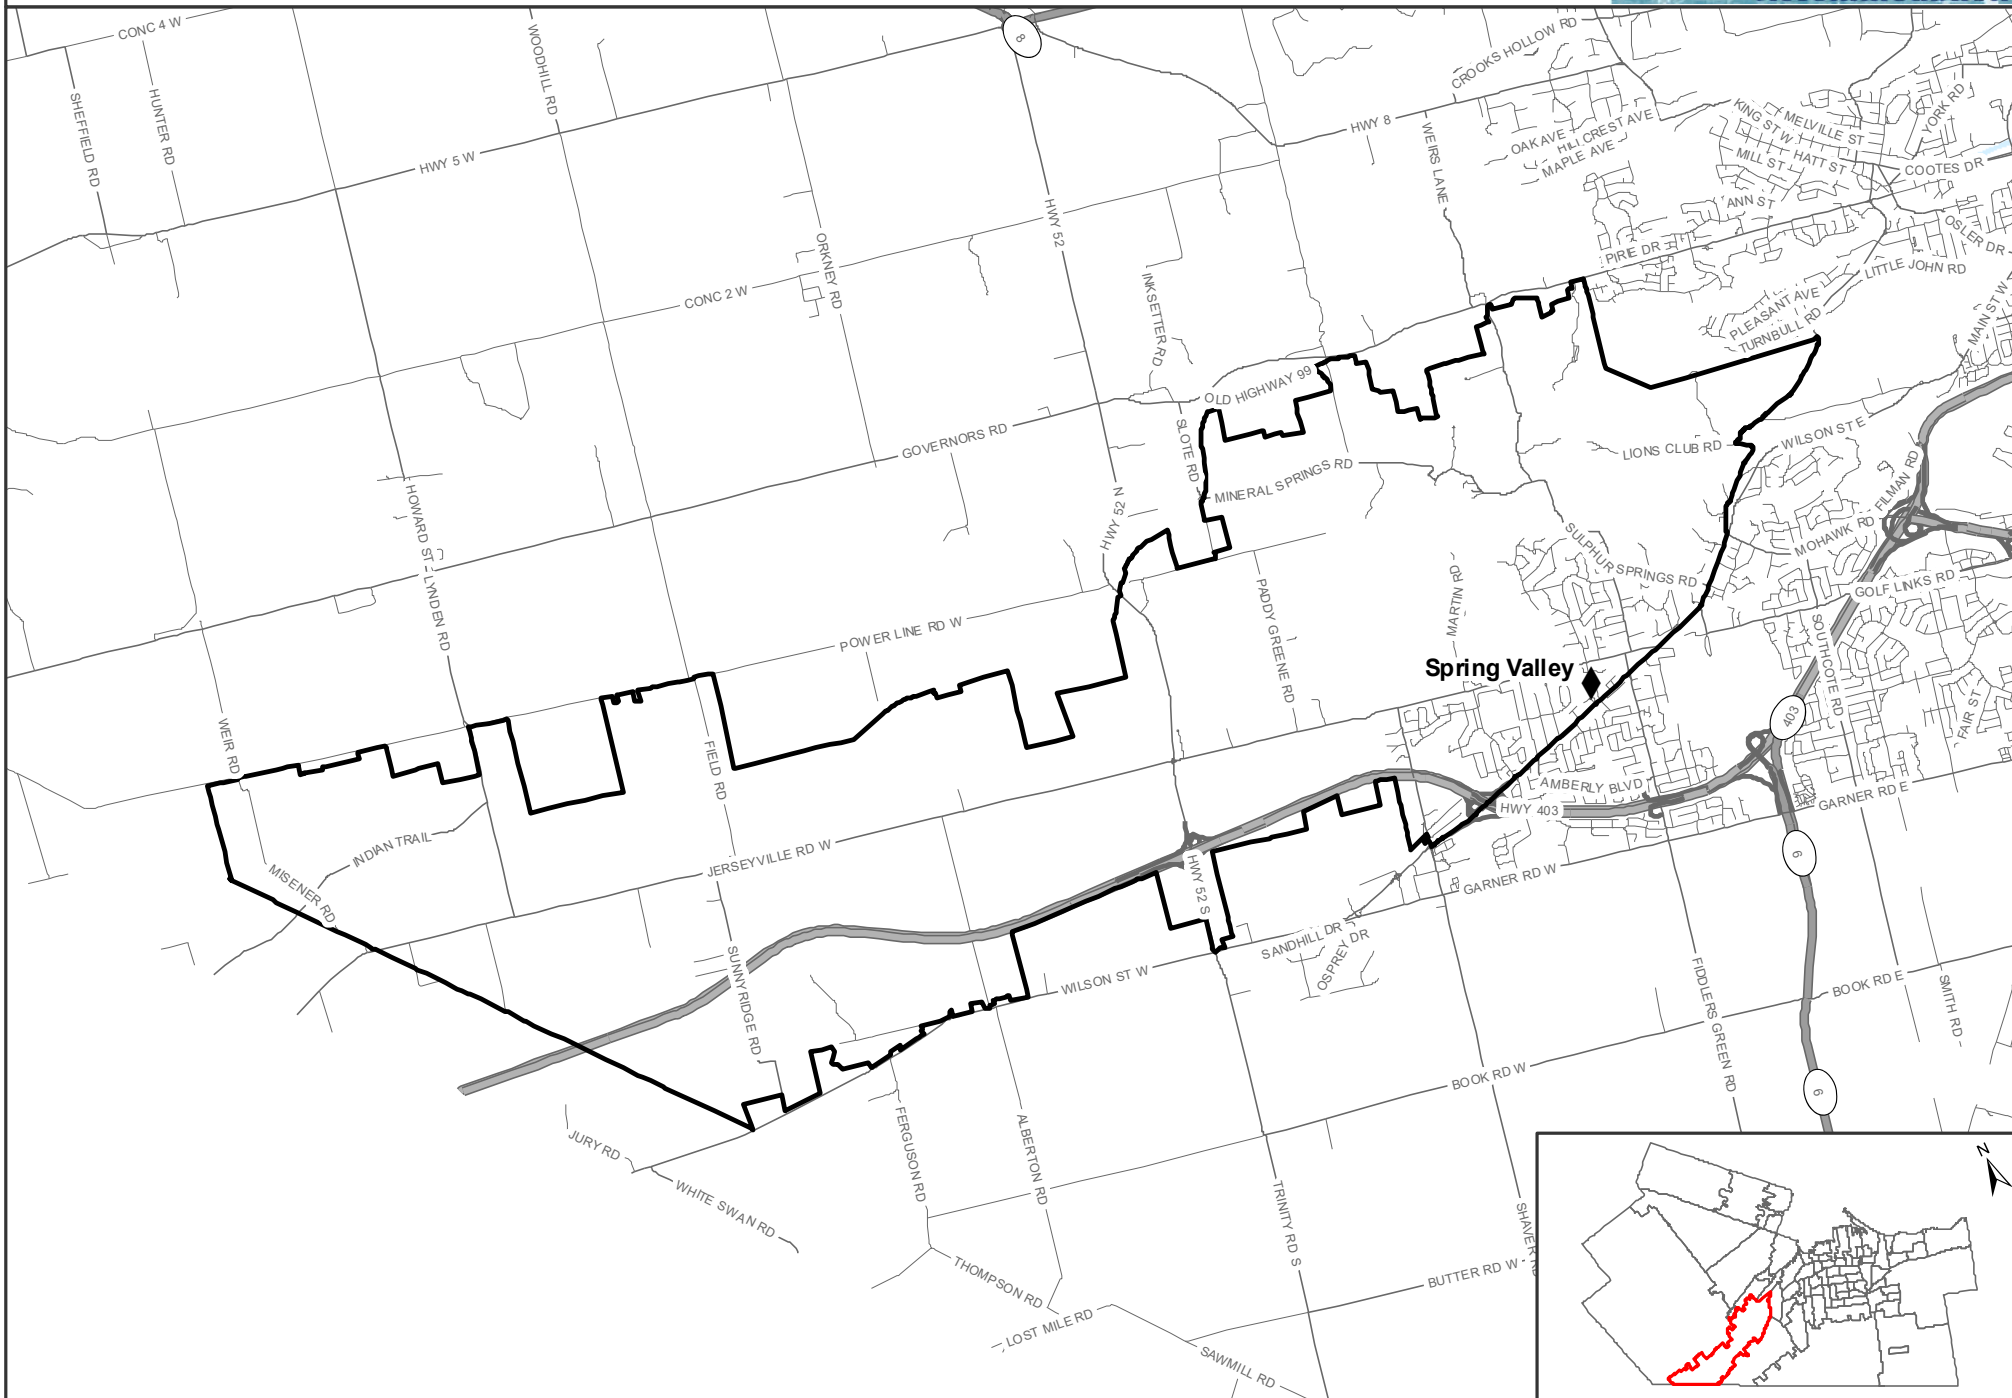 CONC 4 W
SHEFFIELD RD
HUNTER RD
WOODHILL RD
HWY 5 W
8
CROOKS HOLLOW RD
HWY 8
WEIRS LANE
OAK AVE
HILLCREST AVE
MAPLE AVE
KING ST W
MELVILLE ST
YORK RD
HATT ST
MILL ST
COOTES DR
ANN ST
OSLER DR
PIRIE DR
LITTLE JOHN RD
PLEASANT AVE
TURNBULL RD
MAIN ST W
HWY 52
ORKNEY RD
CONC 2 W
INKSETTER RD
OLD HIGHWAY 99
GOVERNORS RD
SLOTE RD
MINERAL SPRINGS RD
LIONS CLUB RD
WILSON ST E
FILMAN RD
MOHAWK RD
GOLF LINKS RD
SULPHUR SPRINGS RD
HWY 52 N
HOWARD ST - LYNDEN RD
PADDY GREENE RD
MARTIN RD
SOUTHCOTE RD
FAIR ST
POWER LINE RD W
Spring Valley
403
WEIR RD
FIELD RD
AMBERLY BLVD
HWY 403
GARNER RD E
INDIAN TRAIL
JERSEYVILLE RD W
MISENER RD
HWY 52 S
GARNER RD W
6
SANDHILL DR
OSPREY DR
SUNNYRIDGE RD
WILSON ST W
FIDDLERS GREEN RD
BOOK RD E
SMITH RD
BOOK RD W
6
JURY RD
FERGUSON RD
ALBERTON RD
WHITE SWAN RD
TRINITY RD S
SHAVER RD
THOMPSON RD
BUTTER RD W
LOST MILE RD
SAWMILL RD
N